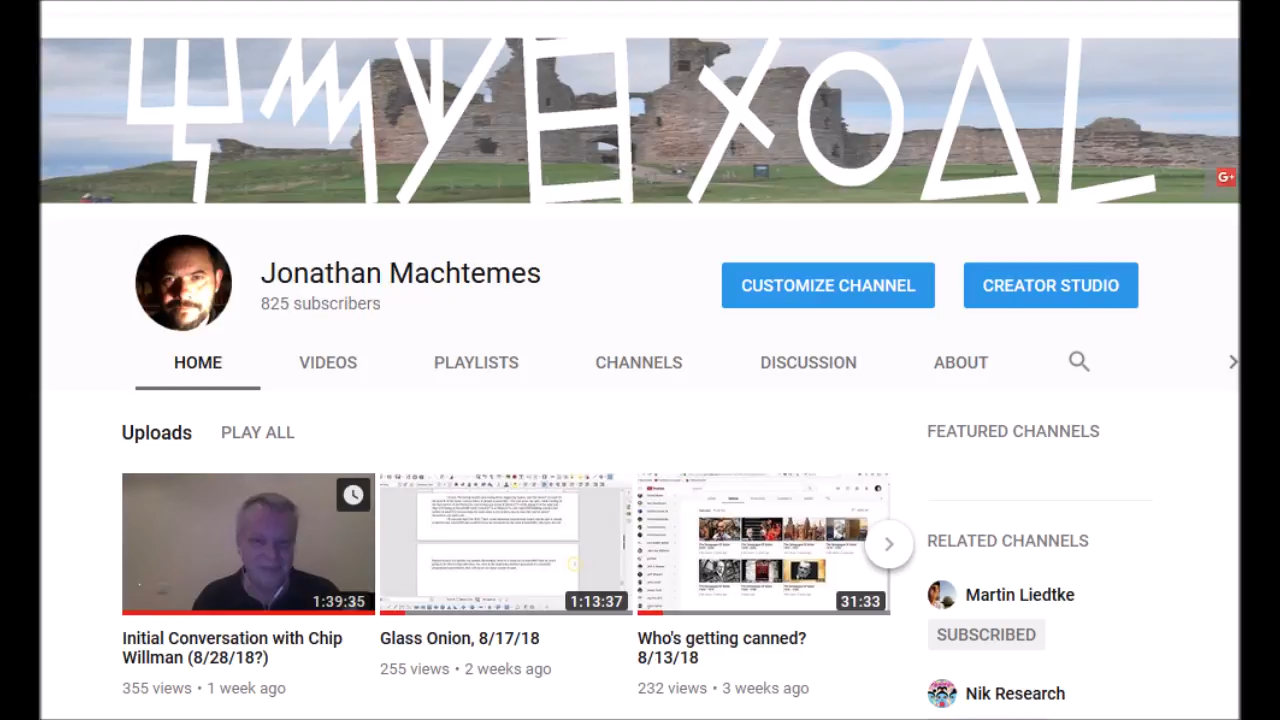 G+
Jonathan Machtemes
825 subscribers
CUSTOMIZE CHANNEL
CREATOR STUDIO
HOME
VIDEOS
PLAYLISTS
CHANNELS
DISCUSSION
ABOUT
Uploads
PLAY ALL
FEATURED CHANNELS
1:39:35
1:13:37
31:33
Initial Conversation with Chip
Willman (8/28/18?)
355 views • 1 week ago
Glass Onion, 8/17/18
255 views • 2 weeks ago
Who's getting canned?
8/13/18
232 views • 3 weeks ago
RELATED CHANNELS
Martin Liedtke
SUBSCRIBED
Nik Research